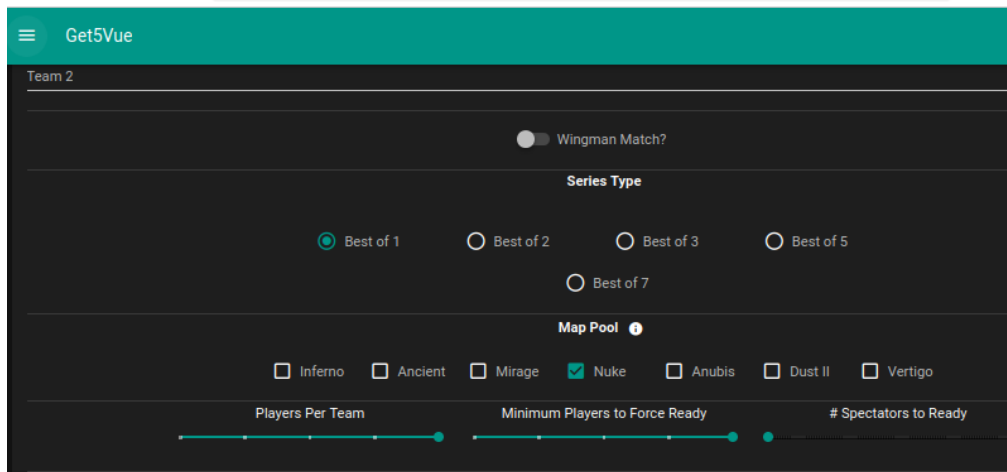 Get5Vue
Team 2
Wingman Match?
Series Type
Best of 1 Best of 2 Best of 3 Best of 5
Best of 7
Map Pool
Inferno Ancient Mirage Nuke Anubis Dust II Vertigo
Players Per Team Minimum Players to Force Ready # Spectators to Ready